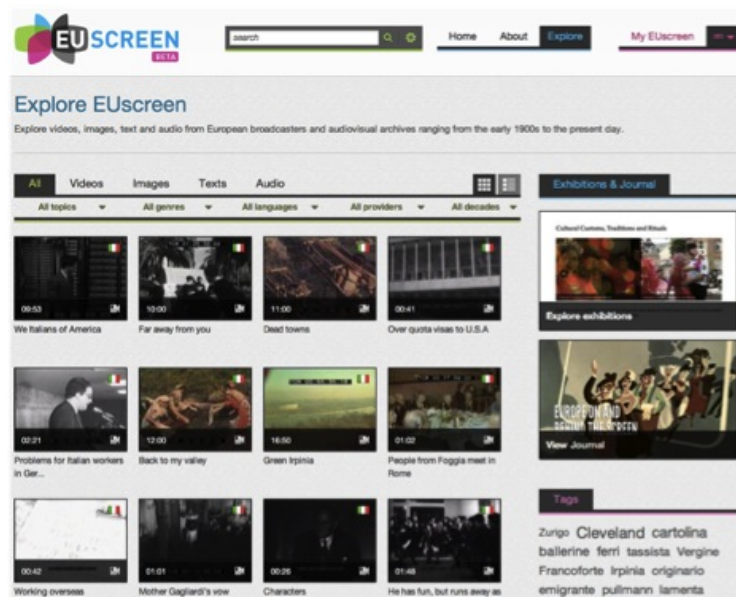 EUSCREEN
BETA
search
Home About Explore
My EUscreen
Explore EUscreen
Explore videos, images, text and audio from European broadcasters and audiovisual archives ranging from the early 1900s to the present day.
All Videos Images Texts Audio
All topics All genres All languages All providers All decades
09:53 10:00 11:00 00:41
We Italians of America Far away from you Dead towns Over quota visas to U.S.A
02:21 12:00 16:50 01:02
Problems for Italian workers in Ger... Back to my valley Green Irpinia People from Foggia meet in Rome
00:42 01:01 00:26 01:48
Working overseas Mother Gagliardi's vow Characters He has fun, but runs away as
Exhibitions & Journal
Cultural Customs, Traditions and Rituals
Explore exhibitions
EUROPE ON AND
BEHIND THE SCREEN
View Journal
Tags
Zurigo Cleveland cartolina
ballerine ferri tassista Vergine
Francoforte Irpinia originario
emigrante pullmann lamenta